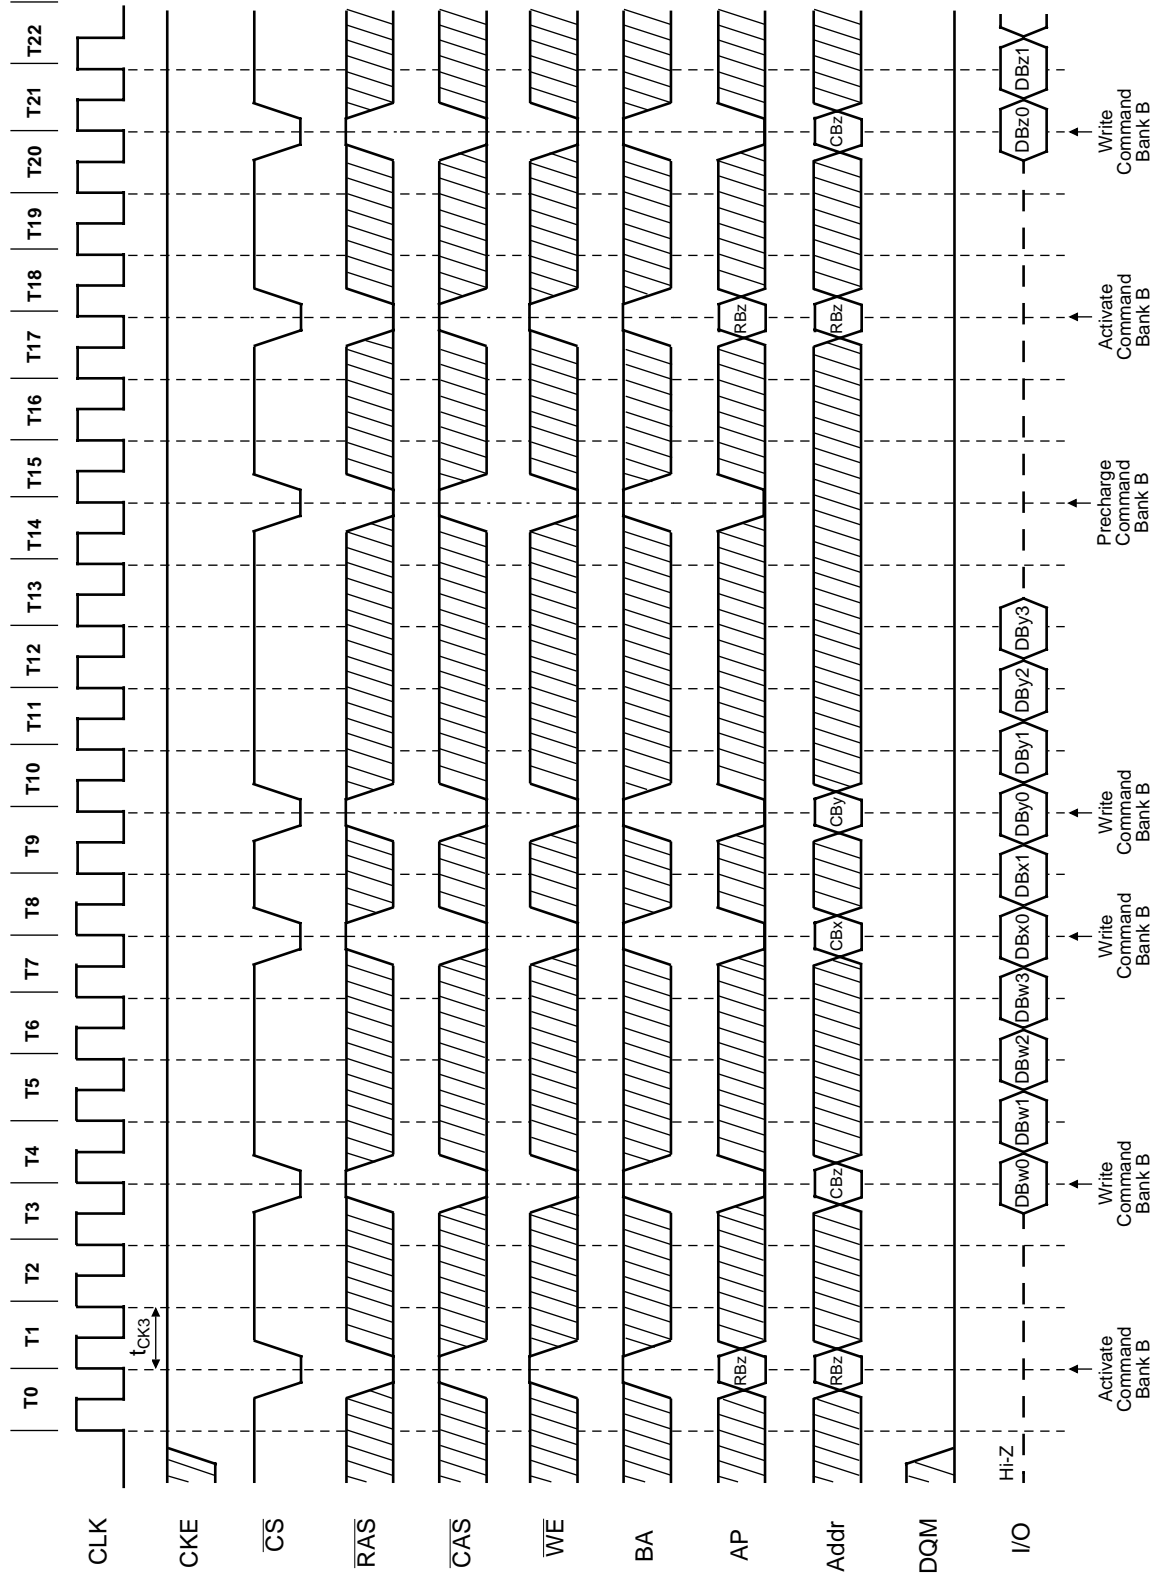 T0 T1 T2 T3 T4 T5 T6 T7 T8 T9 T10 T11 T12 T13 T14 T15 T16 T17 T18 T19 T20 T21 T22
CLK
tCK3
CKE
CS
RAS
CAS
WE
BA
AP RBz RBz
Addr RBz CBz CBx CBy RBz CBz
DQM
Hi-Z
I/O DBw0 DBw1 DBw2 DBw3 DBx0 DBx1 DBy0 DBy1 DBy2 DBy3 DBz0 DBz1
Activate
Command
Bank B
Write
Command
Bank B
Write
Command
Bank B
Write
Command
Bank B
Precharge
Command
Bank B
Activate
Command
Bank B
Write
Command
Bank B